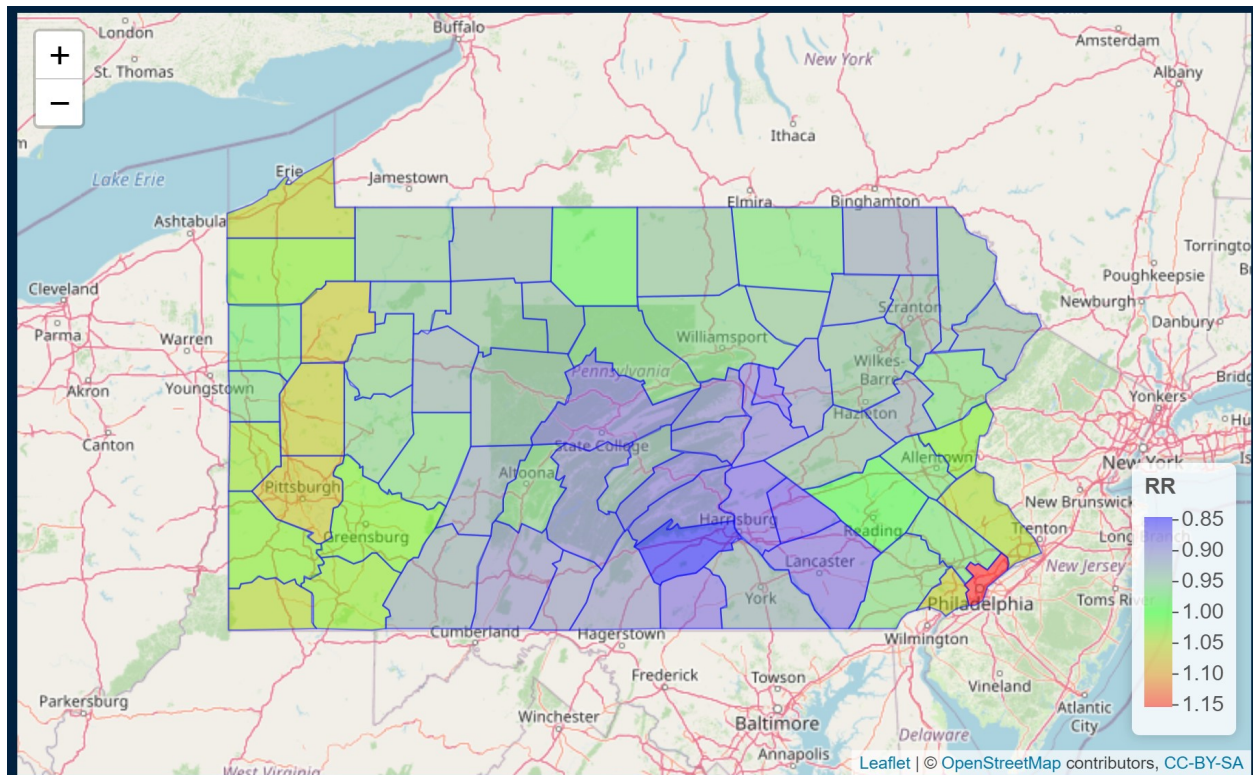 +
−
London
Buffalo
Amsterdam
St. Thomas
New York
Albany
Ithaca
Lake Erie
Erie
Jamestown
Elmira
Binghamton
Ashtabula
Torringto
Poughkeepsie
Cleveland
Newburgh
Parma
Warren
Scranton
Danbury
Williamsport
Wilkes-
Barre
Pennsylvania
Akron
Youngstown
Bridg
Yonkers
Hazleton
Canton
State College
Allentown
New York
Altoona
Pittsburgh
New Brunswick
Trenton
Long Branch
Harrisburg
Reading
Greensburg
Lancaster
New Jersey
York
Toms River
Philadelphia
Cumberland
Hagerstown
Wilmington
Frederick
Towson
Vineland
Parkersburg
Winchester
Baltimore
Atlantic
City
Delaware
Annapolis
West Virginia
RR
0.85
0.90
0.95
1.00
1.05
1.10
1.15
Leaflet | © OpenStreetMap contributors, CC-BY-SA